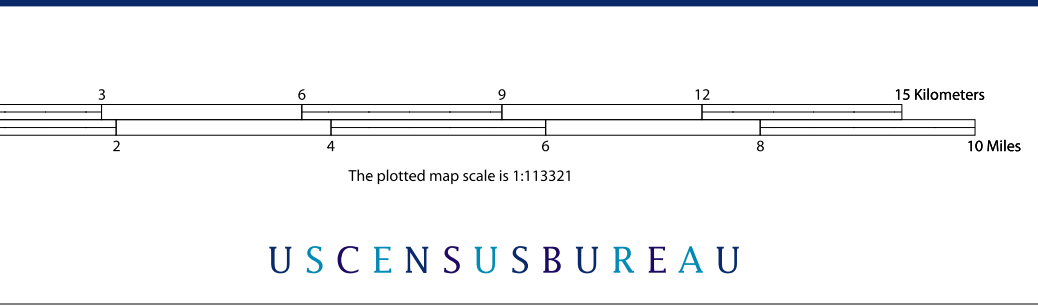 3 6 9 12 15 Kilometers
2 4 6 8 10 Miles
The plotted map scale is 1:113321
USCENSUSBUREAU